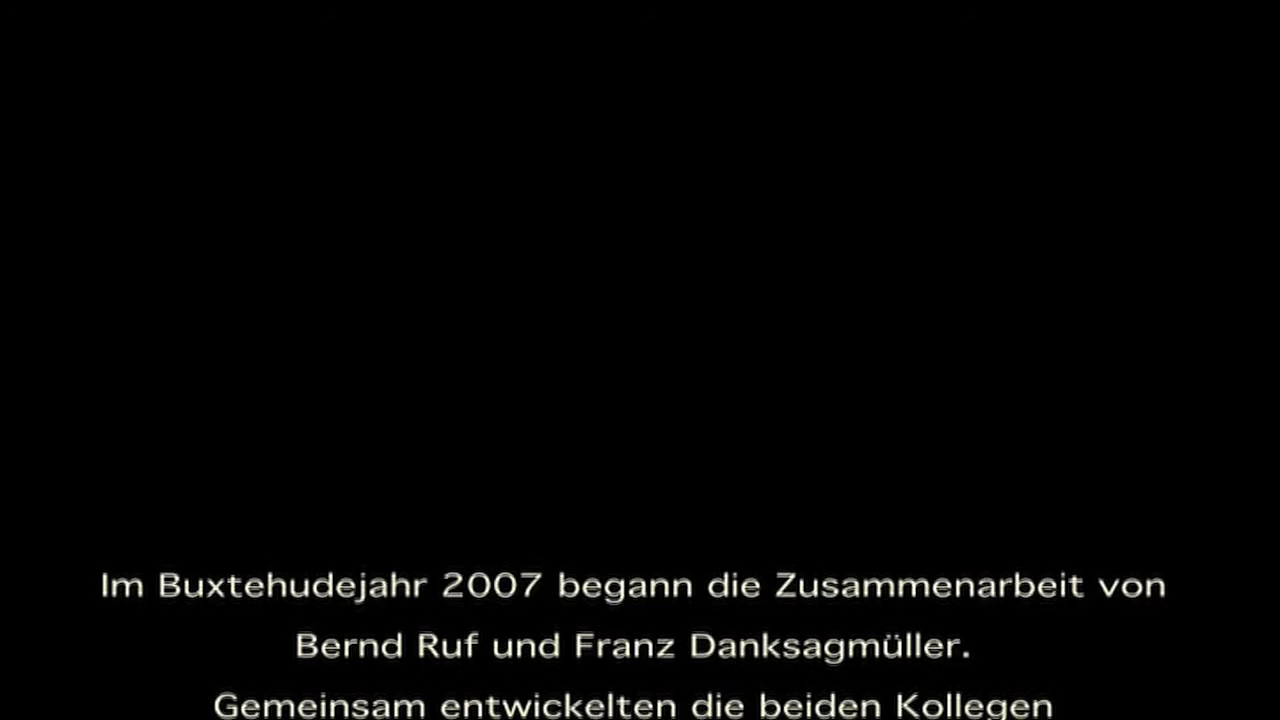 Im Buxtehudejahr 2007 begann die Zusammenarbeit von
Bernd Ruf und Franz Danksagmüller.
Gemeinsam entwickelten die beiden Kollegen